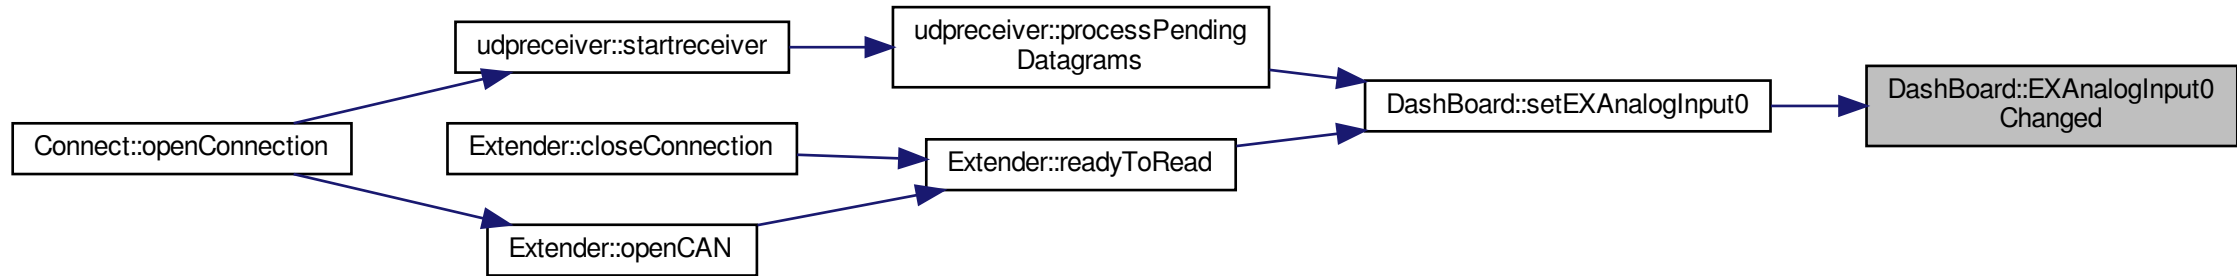 Connect::openConnection
udpreceiver::startreceiver
Extender::closeConnection
Extender::openCAN
udpreceiver::processPending
Datagrams
Extender::readyToRead
DashBoard::setEXAnalogInput0
DashBoard::EXAnalogInput0
Changed